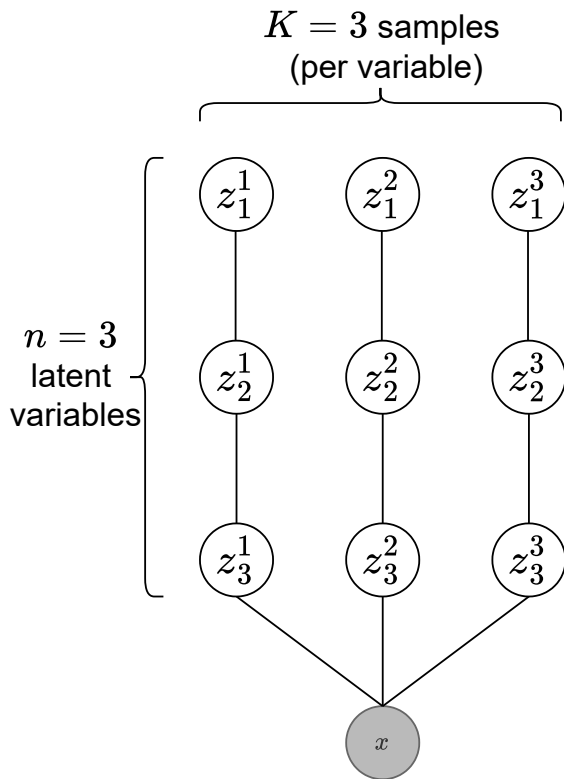 K = 3 samples
(per variable)
z_1^1 z_1^2 z_1^3
n = 3
latent
variables
z_2^1 z_2^2 z_2^3
z_3^1 z_3^2 z_3^3
x